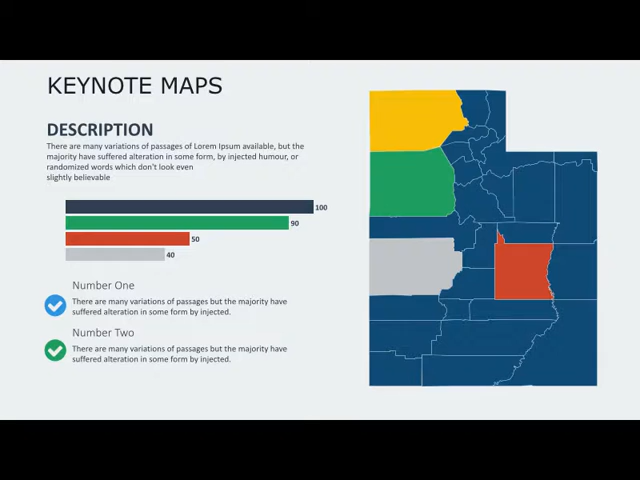 KEYNOTE MAPS
DESCRIPTION
There are many variations of passages of Lorem Ipsum available, but the
majority have suffered alteration in some form, by injected humour, or
randomized words which don't look even
slightly believable
100
90
50
40
Number One
There are many variations of passages but the majority have
suffered alteration in some form by injected.
Number Two
There are many variations of passages but the majority have
suffered alteration in some form by injected.